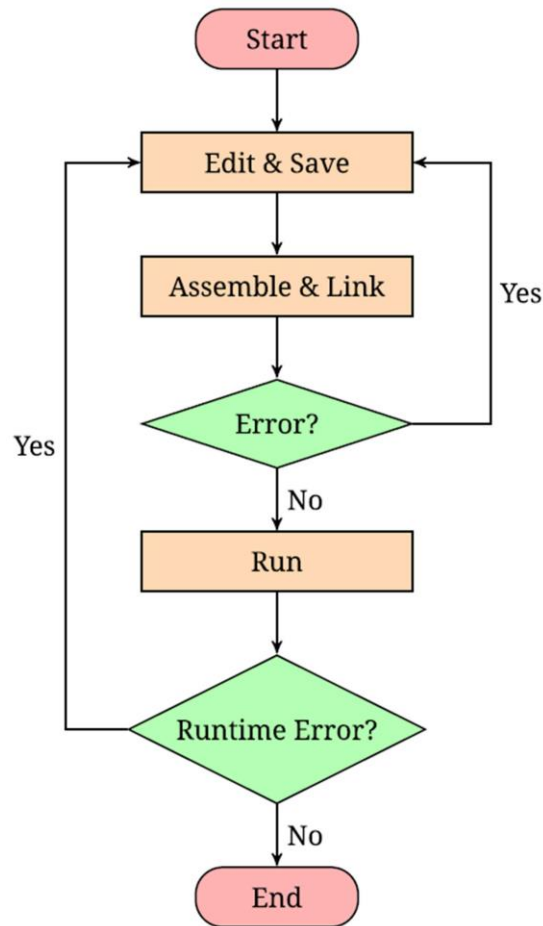 Start
Edit & Save
Assemble & Link
Yes
Error?
Yes
No
Run
Runtime Error?
No
End